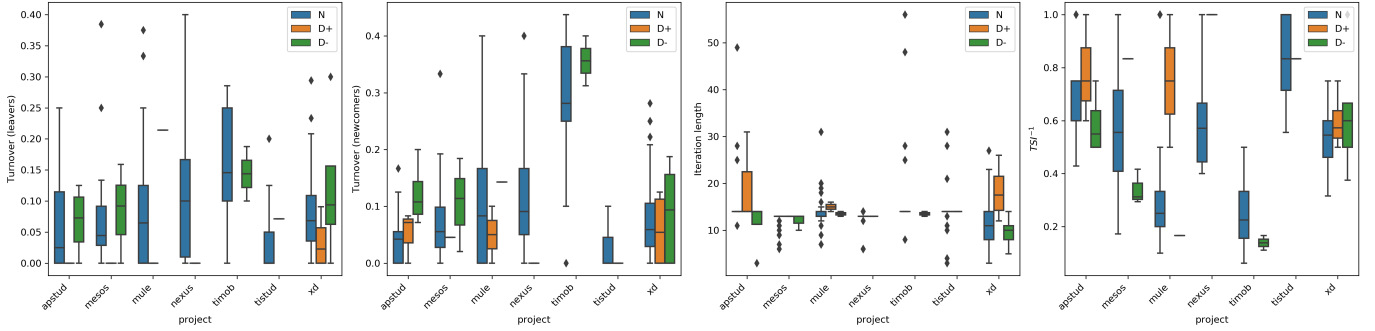 Turnover (leavers)
0.40
0.35
0.30
0.25
0.20
0.15
0.10
0.05
0.00
N
D+
D-
apstud
mesos
mule
nexus
timob
tistud
xd
project
Turnover (newcomers)
0.4
0.3
0.2
0.1
0.0
N
D+
D-
apstud
mesos
mule
nexus
timob
tistud
xd
project
Iteration length
50
40
30
20
10
N
D+
D-
apstud
mesos
mule
nexus
timob
tistud
xd
project
TSI⁻¹
1.0
0.8
0.6
0.4
0.2
N
D+
D-
apstud
mesos
mule
nexus
timob
tistud
xd
project